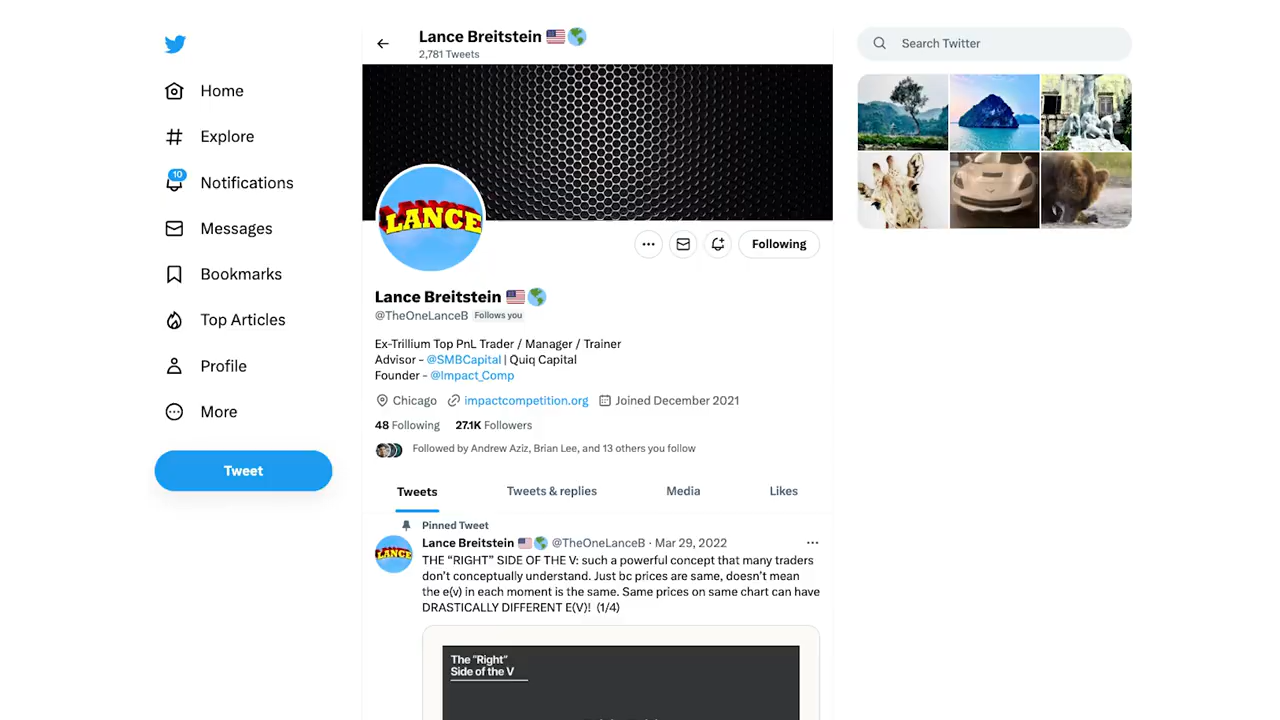 Home
Explore
10
Notifications
Messages
Bookmarks
Top Articles
Profile
More
Tweet
Lance Breitstein 🇺🇸🌎
2,781 Tweets
LANCE
Following
Lance Breitstein 🇺🇸🌎
@TheOneLanceB Follows you
Ex-Trillium Top PnL Trader / Manager / Trainer
Advisor - @SMBCapital | Quiq Capital
Founder - @Impact_Comp
Chicago impactcompetition.org Joined December 2021
48 Following 27.1K Followers
Followed by Andrew Aziz, Brian Lee, and 13 others you follow
Tweets Tweets & replies Media Likes
Pinned Tweet
LANCE
Lance Breitstein 🇺🇸🌎 @TheOneLanceB · Mar 29, 2022
THE “RIGHT” SIDE OF THE V: such a powerful concept that many traders
don’t conceptually understand. Just bc prices are same, doesn’t mean
the e(v) in each moment is the same. Same prices on same chart can have
DRASTICALLY DIFFERENT E(V)! (1/4)
The “Right”
Side of the V
Search Twitter